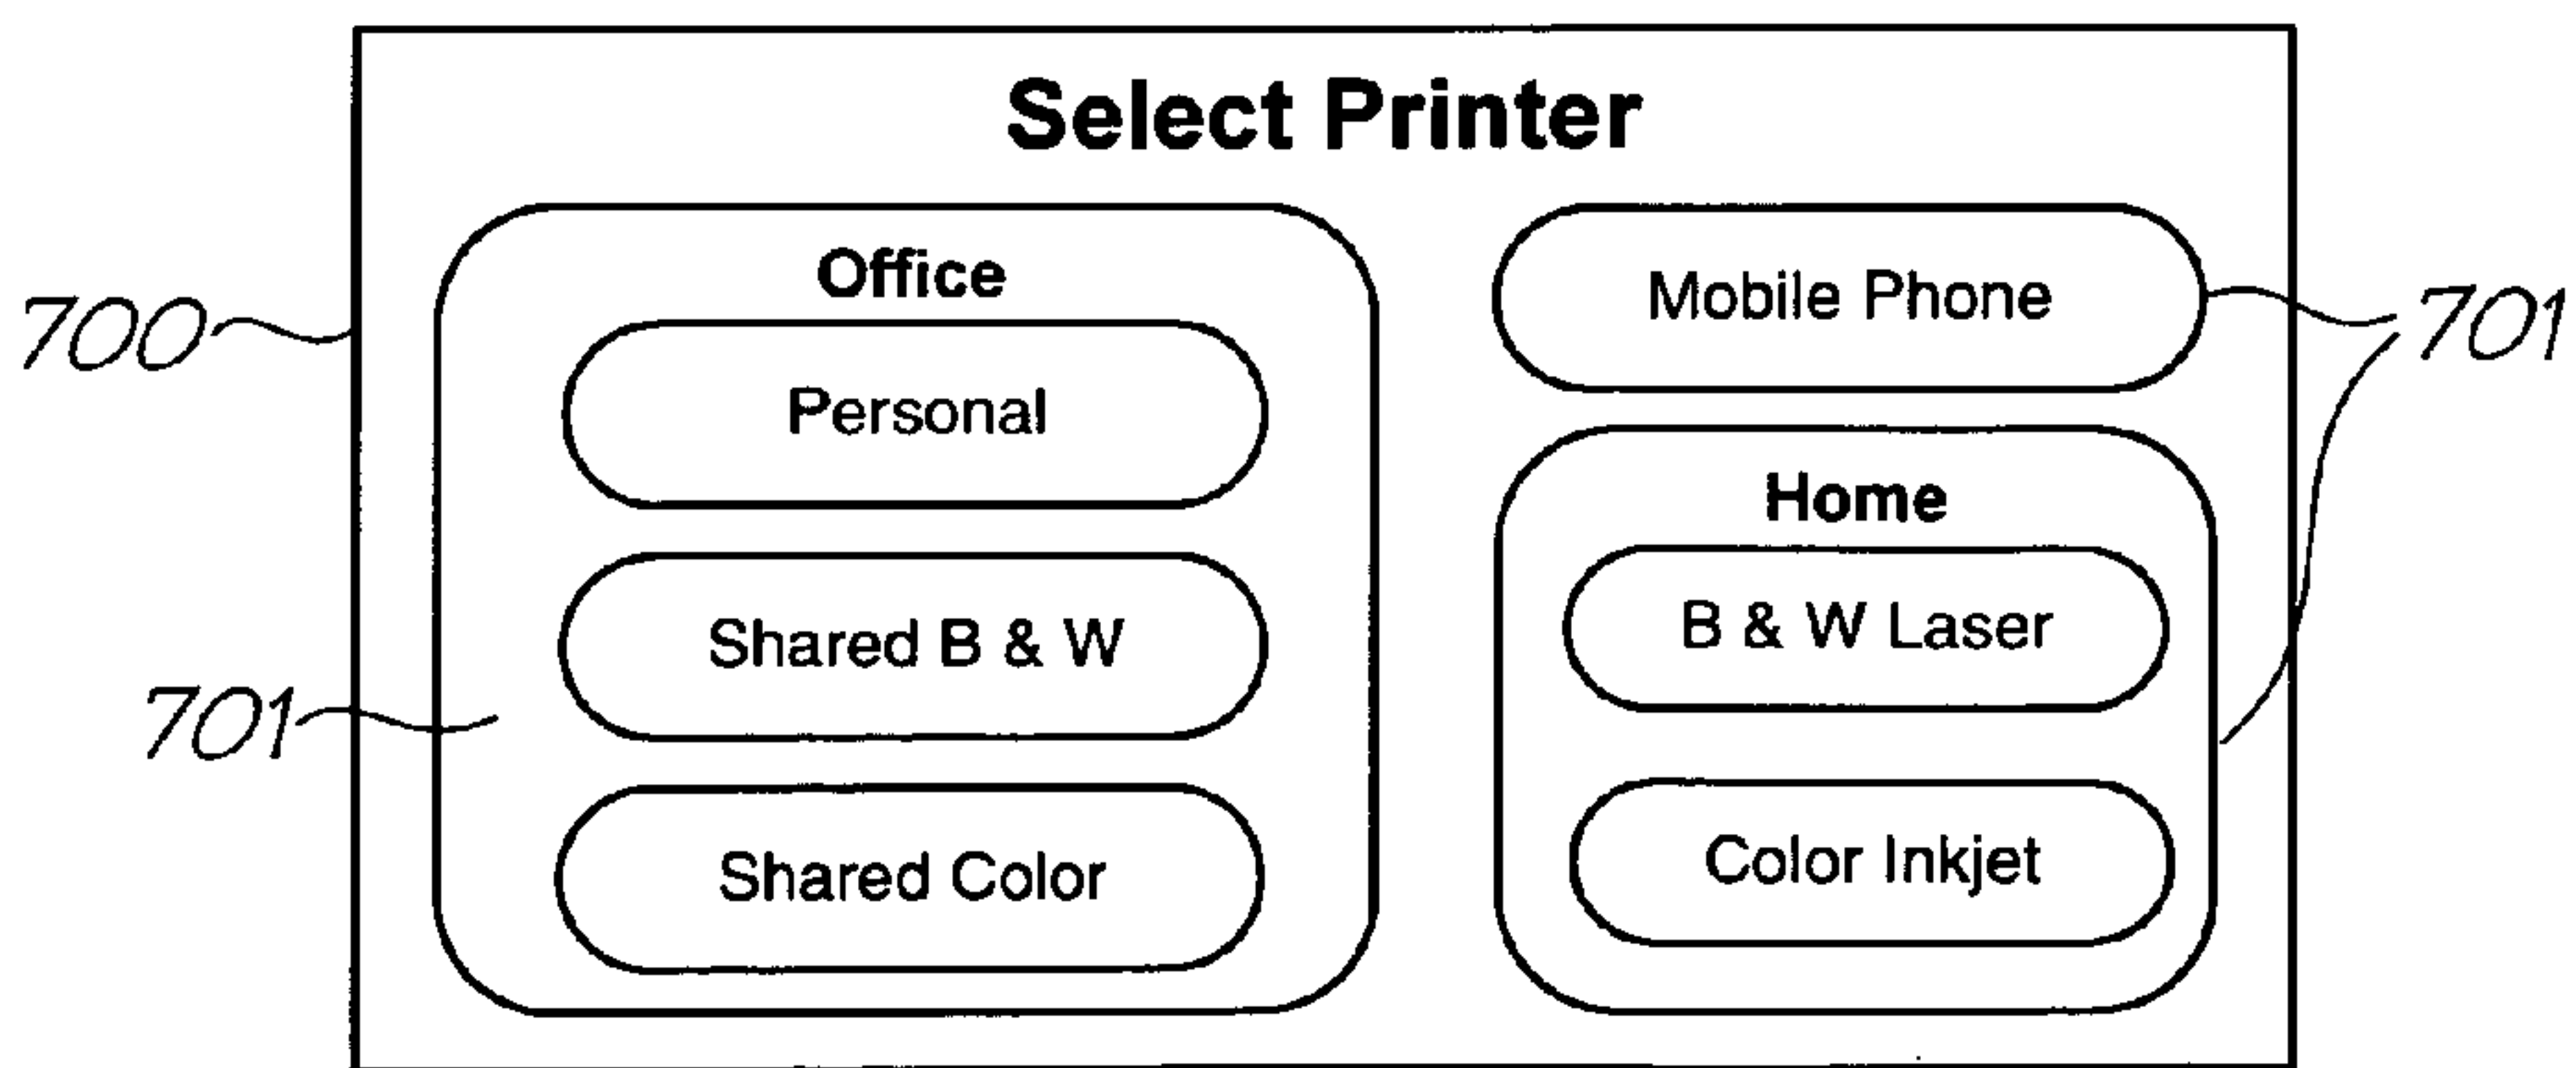 Select Printer
Office
Personal
Shared B & W
Shared Color
Mobile Phone
Home
B & W Laser
Color Inkjet
700
701
701